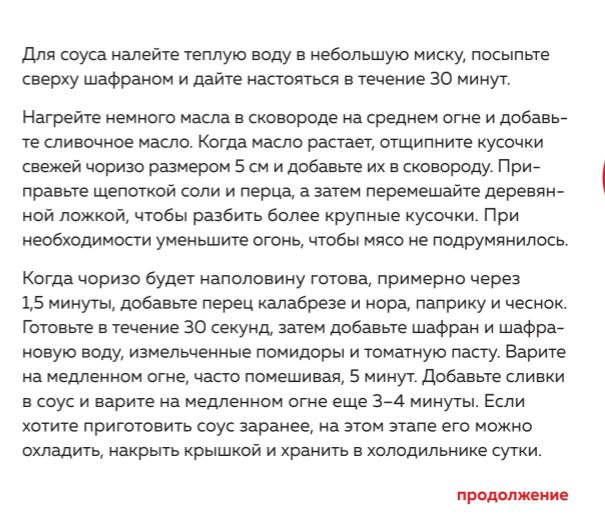 Для соуса налейте теплую воду в небольшую миску, посыпьте
сверху шафраном и дайте настояться в течение 30 минут.
Нагрейте немного масла в сковороде на среднем огне и добавь-
те сливочное масло. Когда масло растает, отщипните кусочки
свежей чоризо размером 5 см и добавьте их в сковороду. При-
правьте щепоткой соли и перца, а затем перемешайте деревян-
ной ложкой, чтобы разбить более крупные кусочки. При
необходимости уменьшите огонь, чтобы мясо не подрумянилось.
Когда чоризо будет наполовину готова, примерно через
1,5 минуты, добавьте перец калабрезе и нора, паприку и чеснок.
Готовьте в течение 30 секунд, затем добавьте шафран и шафра-
новую воду, измельченные помидоры и томатную пасту. Варите
на медленном огне, часто помешивая, 5 минут. Добавьте сливки
в соус и варите на медленном огне еще 3–4 минуты. Если
хотите приготовить соус заранее, на этом этапе его можно
охладить, накрыть крышкой и хранить в холодильнике сутки.
продолжение